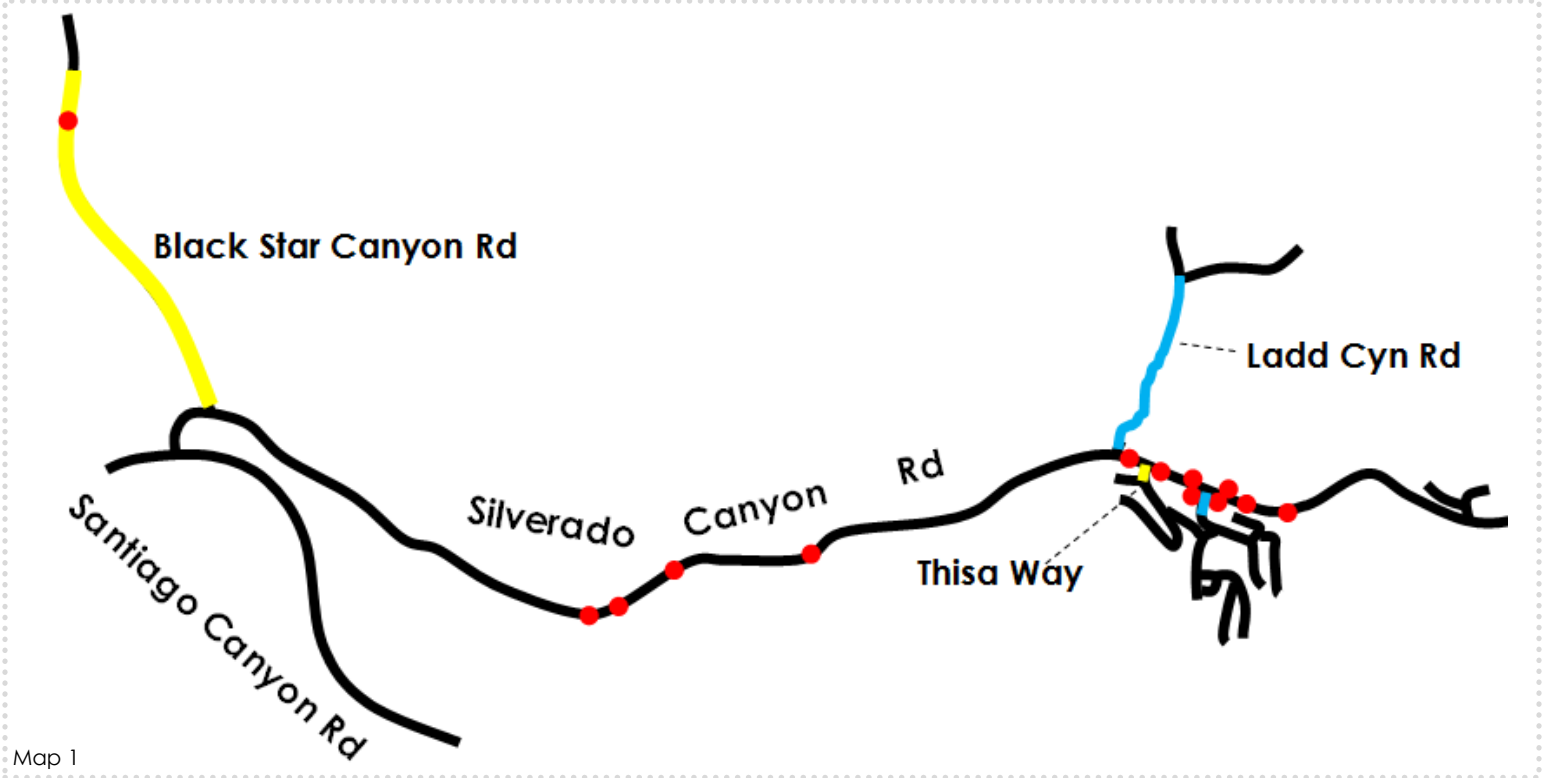 Black Star Canyon Rd
Ladd Cyn Rd
Silverado Canyon Rd
Thisa Way
Santiago Canyon Rd
Map 1